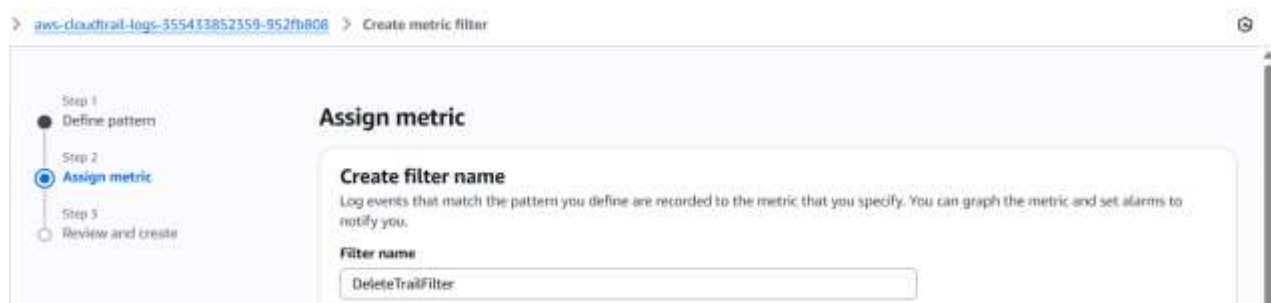 aws-cloudtrail-logs-355433852359-952fb808 > Create metric filter
Step 1
Define pattern
Assign metric
Step 2
Assign metric
Create filter name
Log events that match the pattern you define are recorded to the metric that you specify. You can graph the metric and set alarms to
notify you.
Step 3
Review and create
Filter name
DeleteTrailFilter